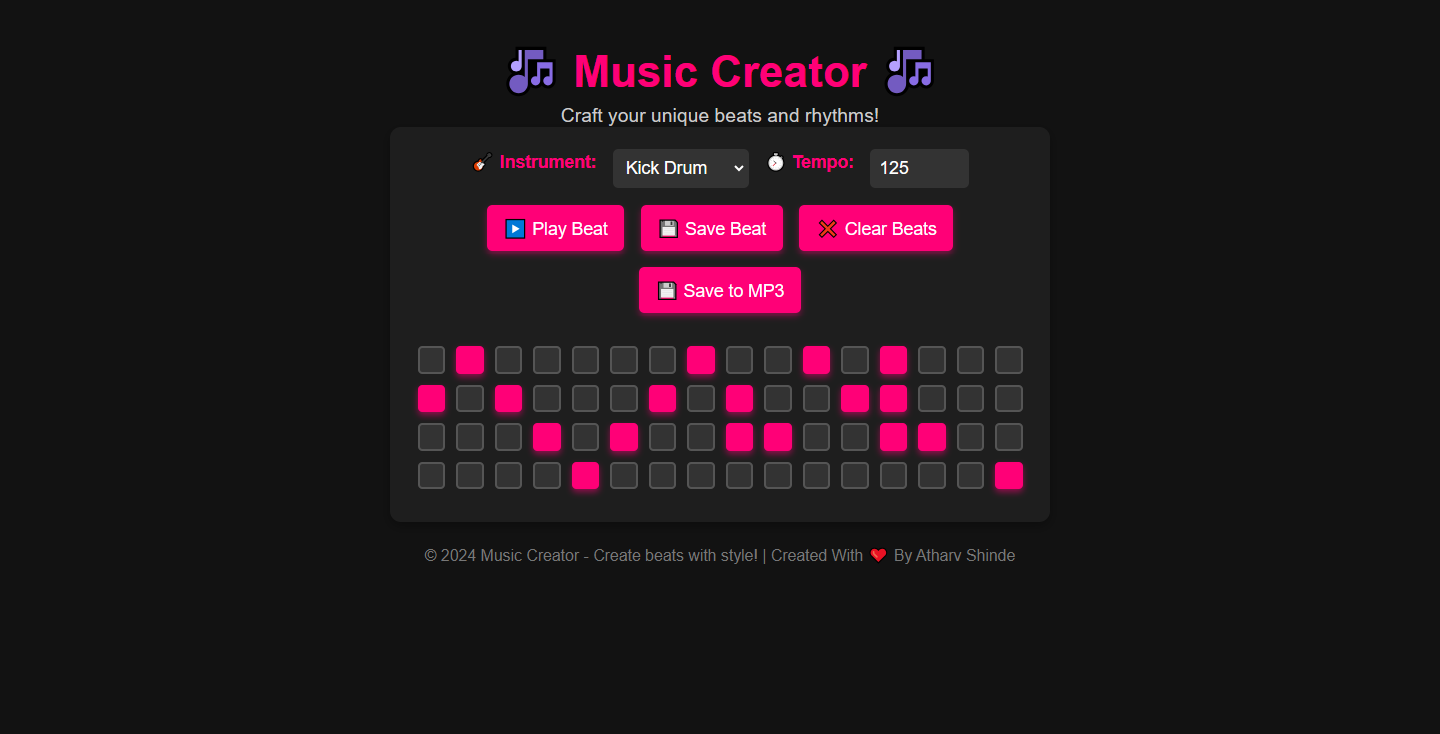 🎵 Music Creator 🎵
Craft your unique beats and rhythms!
🎸 Instrument: Kick Drum ⏱️ Tempo: 125
▶️ Play Beat 💾 Save Beat ❌ Clear Beats
💾 Save to MP3
© 2024 Music Creator - Create beats with style! | Created With ❤️ By Atharv Shinde